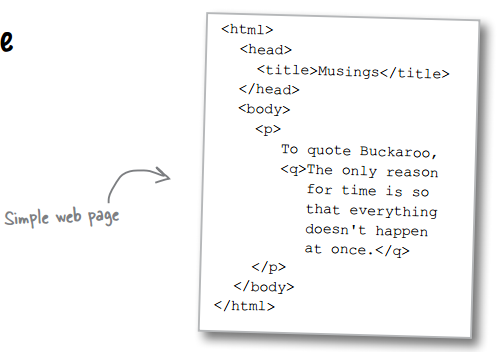 e
<html>
<head>
<title>Musings</title>
</head>
<body>
<p>
To quote Buckaroo,
<q>The only reason
for time is so
that everything
doesn't happen
at once.</q>
</p>
</body>
</html>
Simple web page